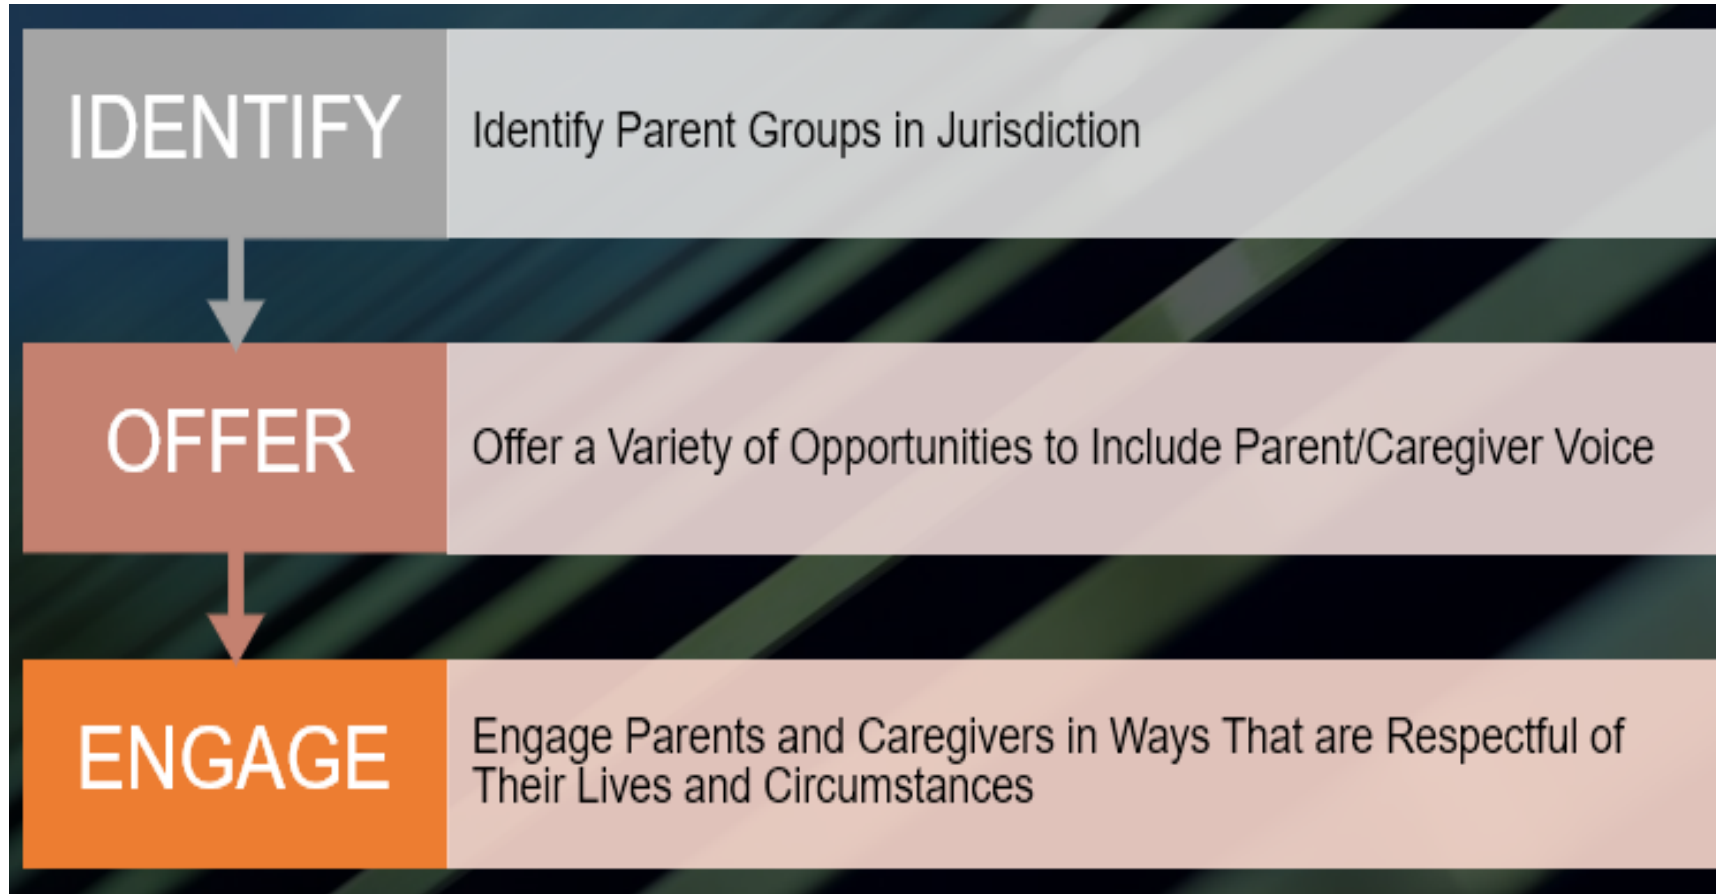 IDENTIFY
Identify Parent Groups in Jurisdiction
OFFER
Offer a Variety of Opportunities to Include Parent/Caregiver Voice
ENGAGE
Engage Parents and Caregivers in Ways That are Respectful of
Their Lives and Circumstances